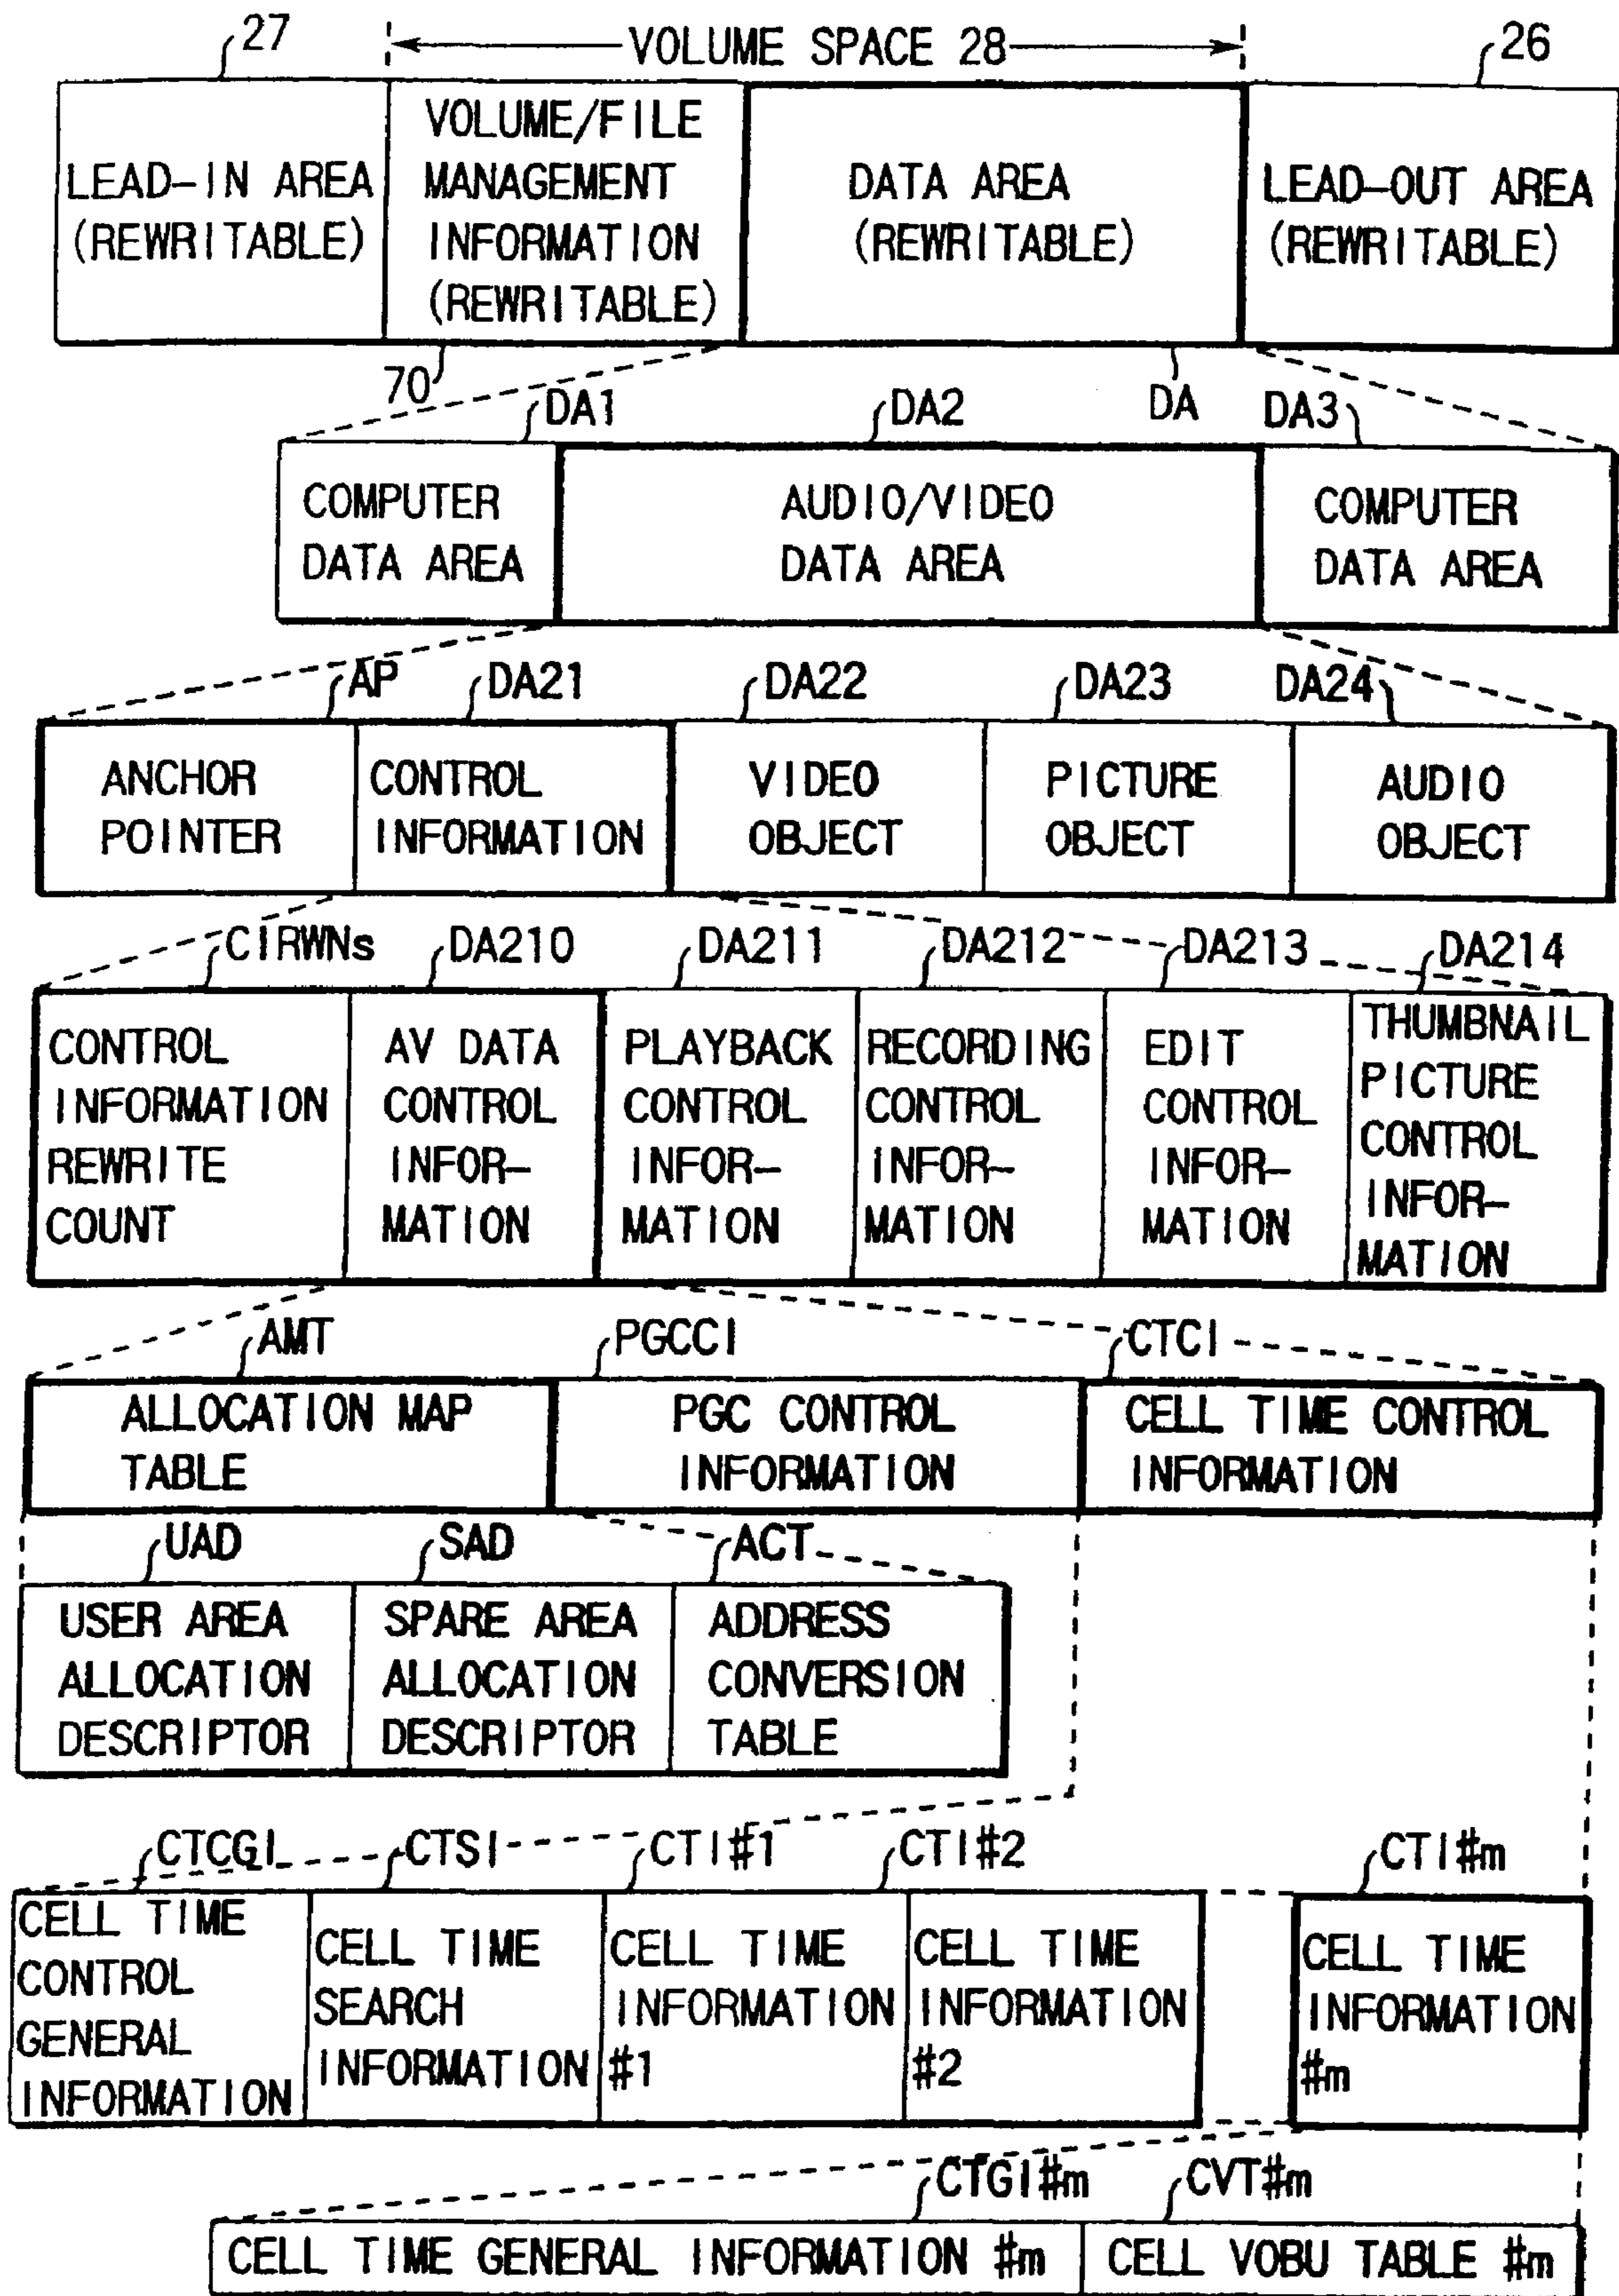 27
VOLUME SPACE 28
26
LEAD-IN AREA
(REWRITABLE)
VOLUME/FILE
MANAGEMENT
INFORMATION
(REWRITABLE)
DATA AREA
(REWRITABLE)
LEAD-OUT AREA
(REWRITABLE)
70
DA
DA1
DA2
DA3
COMPUTER
DATA AREA
AUDIO/VIDEO
DATA AREA
COMPUTER
DATA AREA
AP
DA21
DA22
DA23
DA24
ANCHOR
POINTER
CONTROL
INFORMATION
VIDEO
OBJECT
PICTURE
OBJECT
AUDIO
OBJECT
CIRWNs
DA210
DA211
DA212
DA213
DA214
CONTROL
INFORMATION
REWRITE
COUNT
AV DATA
CONTROL
INFOR-
MATION
PLAYBACK
CONTROL
INFOR-
MATION
RECORDING
CONTROL
INFOR-
MATION
EDIT
CONTROL
INFOR-
MATION
THUMBNAIL
PICTURE
CONTROL
INFOR-
MATION
AMT
PGCCI
CTCI
ALLOCATION MAP
TABLE
PGC CONTROL
INFORMATION
CELL TIME CONTROL
INFORMATION
UAD
SAD
ACT
USER AREA
ALLOCATION
DESCRIPTOR
SPARE AREA
ALLOCATION
DESCRIPTOR
ADDRESS
CONVERSION
TABLE
CTCGI
CTSI
CTI#1
CTI#2
CTI#m
CELL TIME
CONTROL
GENERAL
INFORMATION
CELL TIME
SEARCH
INFORMATION
CELL TIME
INFORMATION
#1
CELL TIME
INFORMATION
#2
CELL TIME
INFORMATION
#m
CTGI#m
CVT#m
CELL TIME GENERAL INFORMATION #m
CELL VOBU TABLE #m